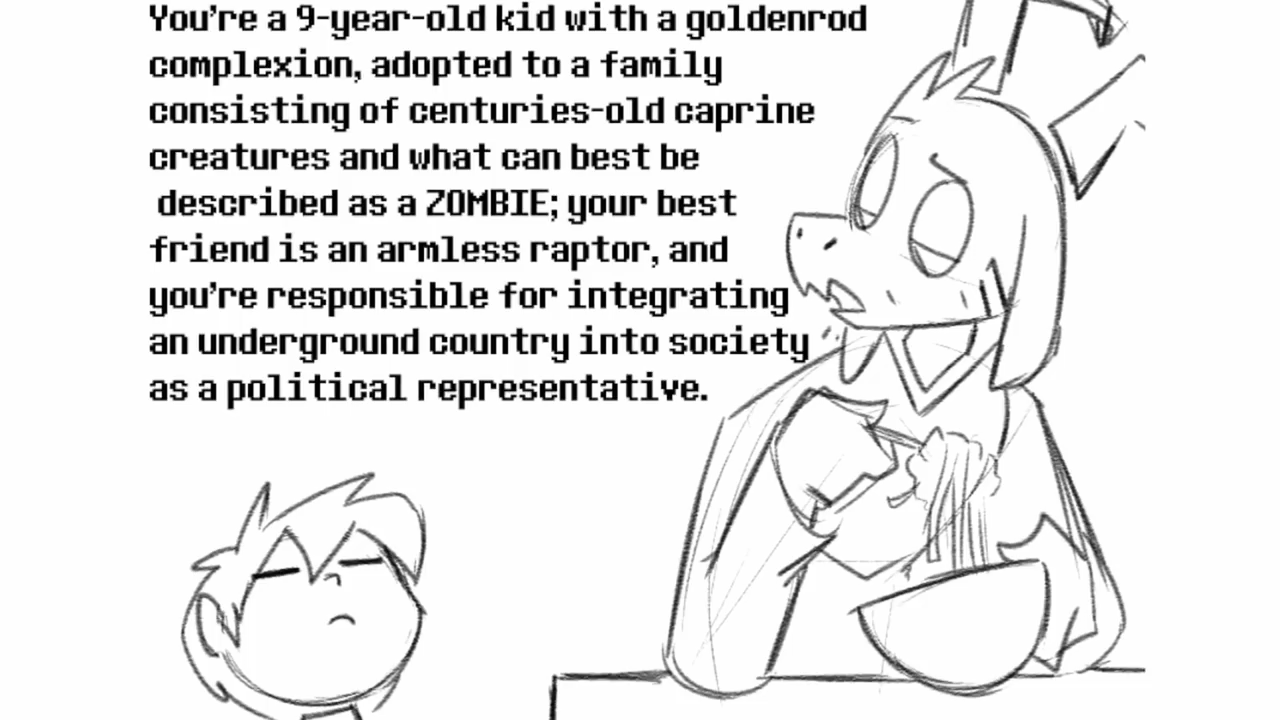 You're a 9-year-old kid with a goldenrod
complexion, adopted to a family
consisting of centuries-old caprine
creatures and what can best be
described as a ZOMBIE; your best
friend is an armless raptor, and
you're responsible for integrating
an underground country into society
as a political representative.